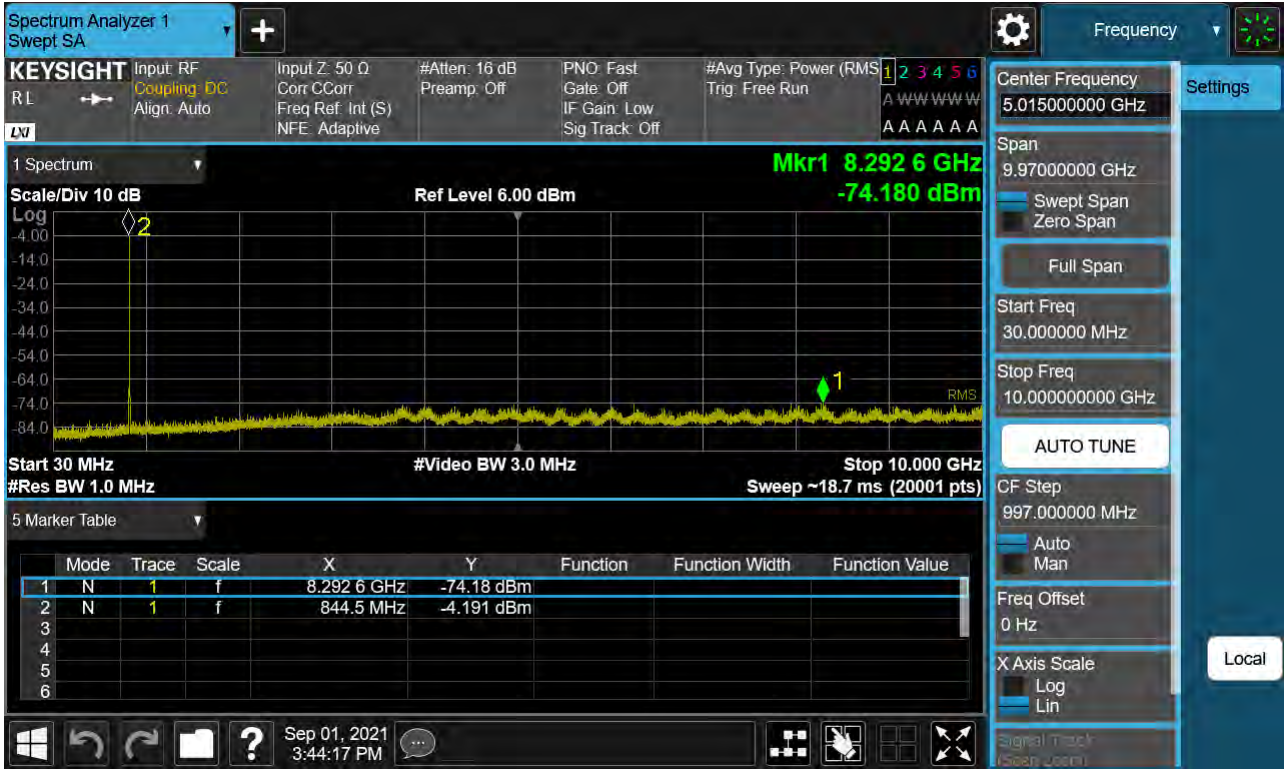 Spectrum Analyzer 1
Swept SA
Frequency
KEYSIGHT
Input: RF
Coupling: DC
Align: Auto
R L
LXI
Input Z: 50 Ω
Corr CCorr
Freq Ref: Int (S)
NFE: Adaptive
#Atten: 16 dB
Preamp: Off
PNO: Fast
Gate: Off
IF Gain: Low
Sig Track: Off
#Avg Type: Power (RMS
Trig: Free Run
1 2 3 4 5 6
A W W W W W
A A A A A A
Center Frequency
5.015000000 GHz
Settings
Span
9.97000000 GHz
Swept Span
Zero Span
Full Span
Start Freq
30.000000 MHz
Stop Freq
10.000000000 GHz
AUTO TUNE
CF Step
997.000000 MHz
Auto
Man
Freq Offset
0 Hz
X Axis Scale
Log
Lin
Signal Track
(Span Zoom)
Local
1 Spectrum
Scale/Div 10 dB
Ref Level 6.00 dBm
Mkr1 8.292 6 GHz
-74.180 dBm
Log
-4.00
-14.0
-24.0
-34.0
-44.0
-54.0
-64.0
-74.0
-84.0
2
1
RMS
Start 30 MHz
#Video BW 3.0 MHz
Stop 10.000 GHz
#Res BW 1.0 MHz
Sweep ~18.7 ms (20001 pts)
5 Marker Table
Mode Trace Scale X Y Function Function Width Function Value
1 N 1 f 8.292 6 GHz -74.18 dBm
2 N 1 f 844.5 MHz -4.191 dBm
3
4
5
6
?
Sep 01, 2021
3:44:17 PM